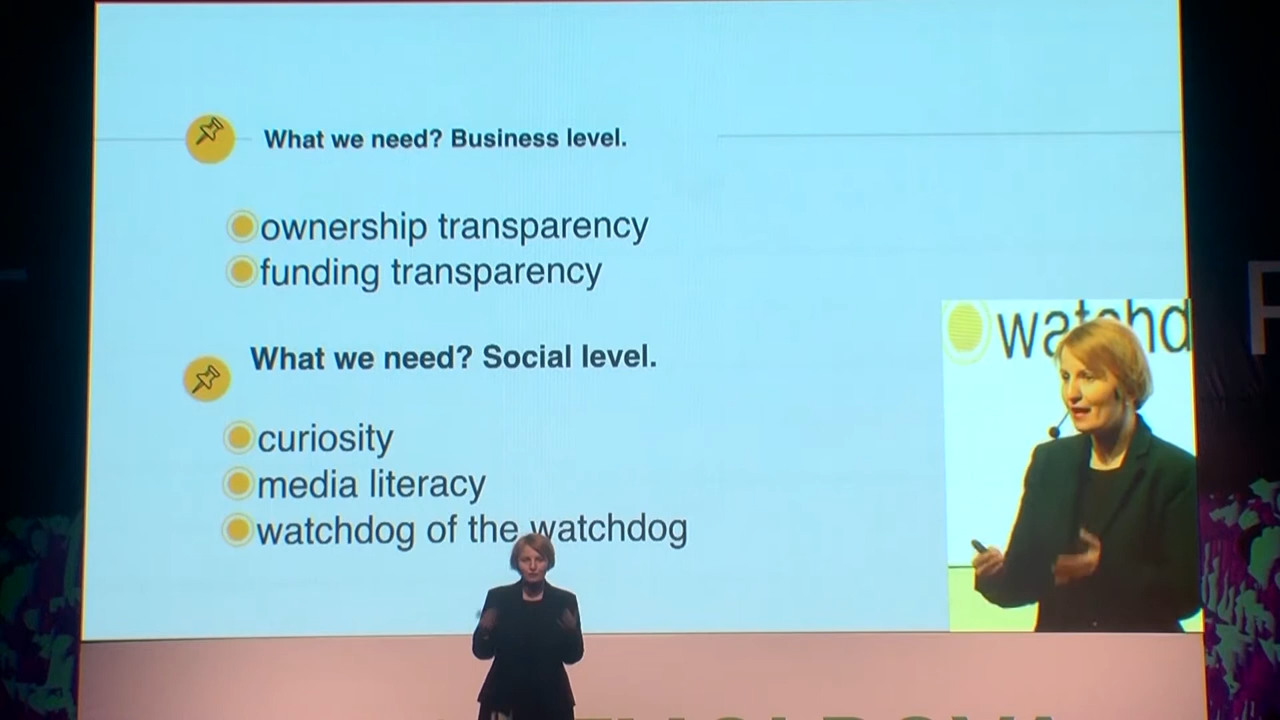 What we need? Business level.
ownership transparency
funding transparency
What we need? Social level.
curiosity
media literacy
watchdog of the watchdog